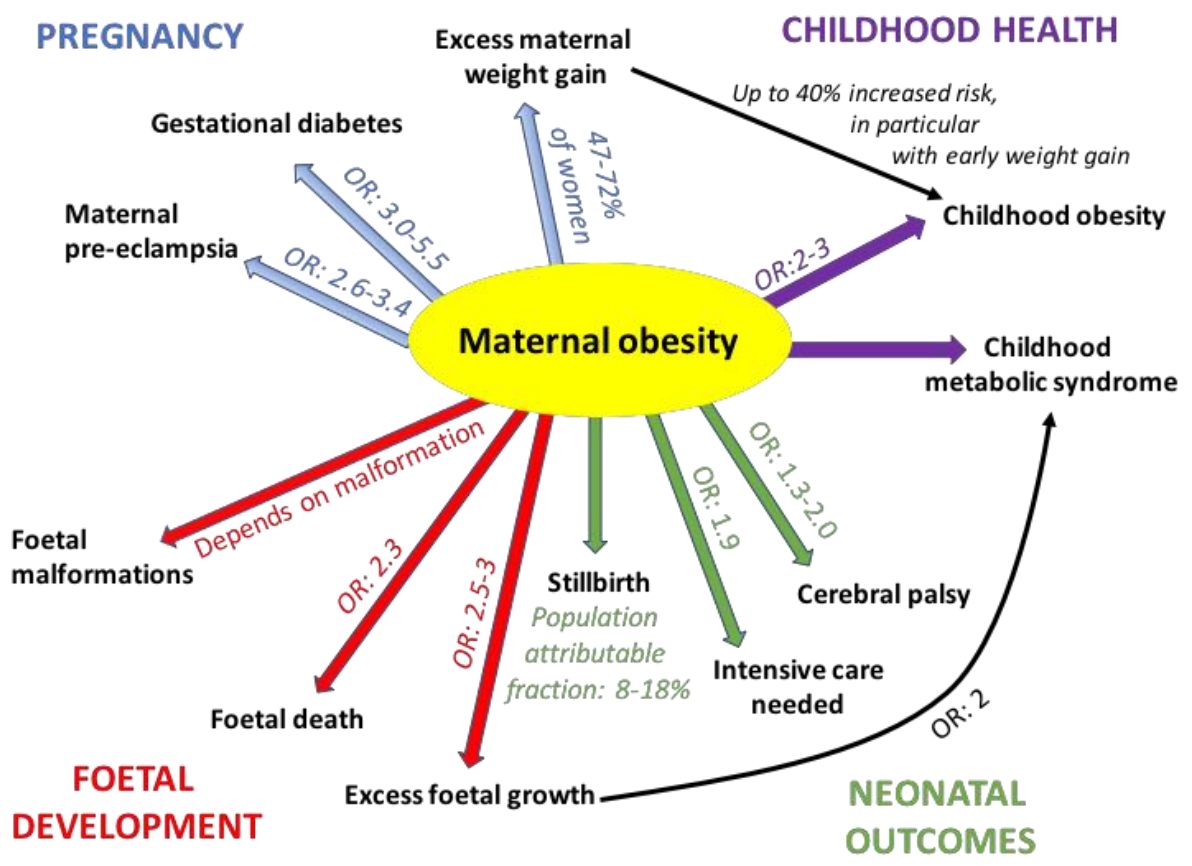 PREGNANCY
Excess maternal
weight gain
CHILDHOOD HEALTH
Up to 40% increased risk,
in particular
with early weight gain
Gestational diabetes
47-72%
of women
OR: 3.0-5.5
Maternal
pre-eclampsia
OR: 2.6-3.4
Childhood obesity
OR:2-3
Maternal obesity
Childhood
metabolic syndrome
Depends on malformation
Foetal
malformations
OR: 2.3
Foetal death
OR: 2.5-3
Excess foetal growth
Stillbirth
Population
attributable
fraction: 8-18%
OR: 1.9
Intensive care
needed
OR: 1.3-2.0
Cerebral palsy
OR: 2
FOETAL
DEVELOPMENT
NEONATAL
OUTCOMES